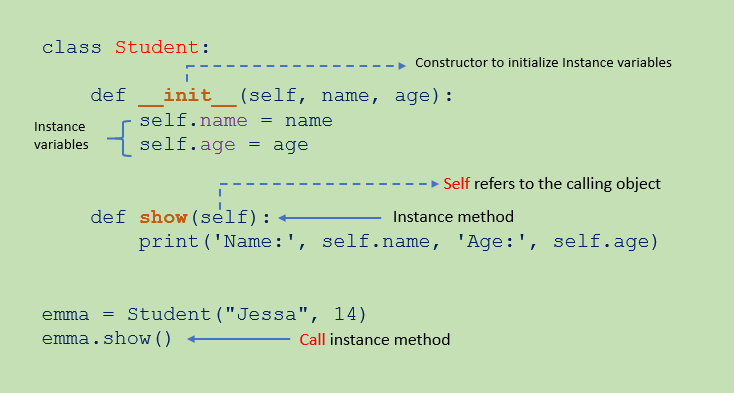 class Student:
Constructor to initialize Instance variables
def __init__(self, name, age):
Instance
variables
self.name = name
self.age = age
Self refers to the calling object
def show(self):
Instance method
print('Name:', self.name, 'Age:', self.age)
emma = Student("Jessa", 14)
emma.show()
Call instance method